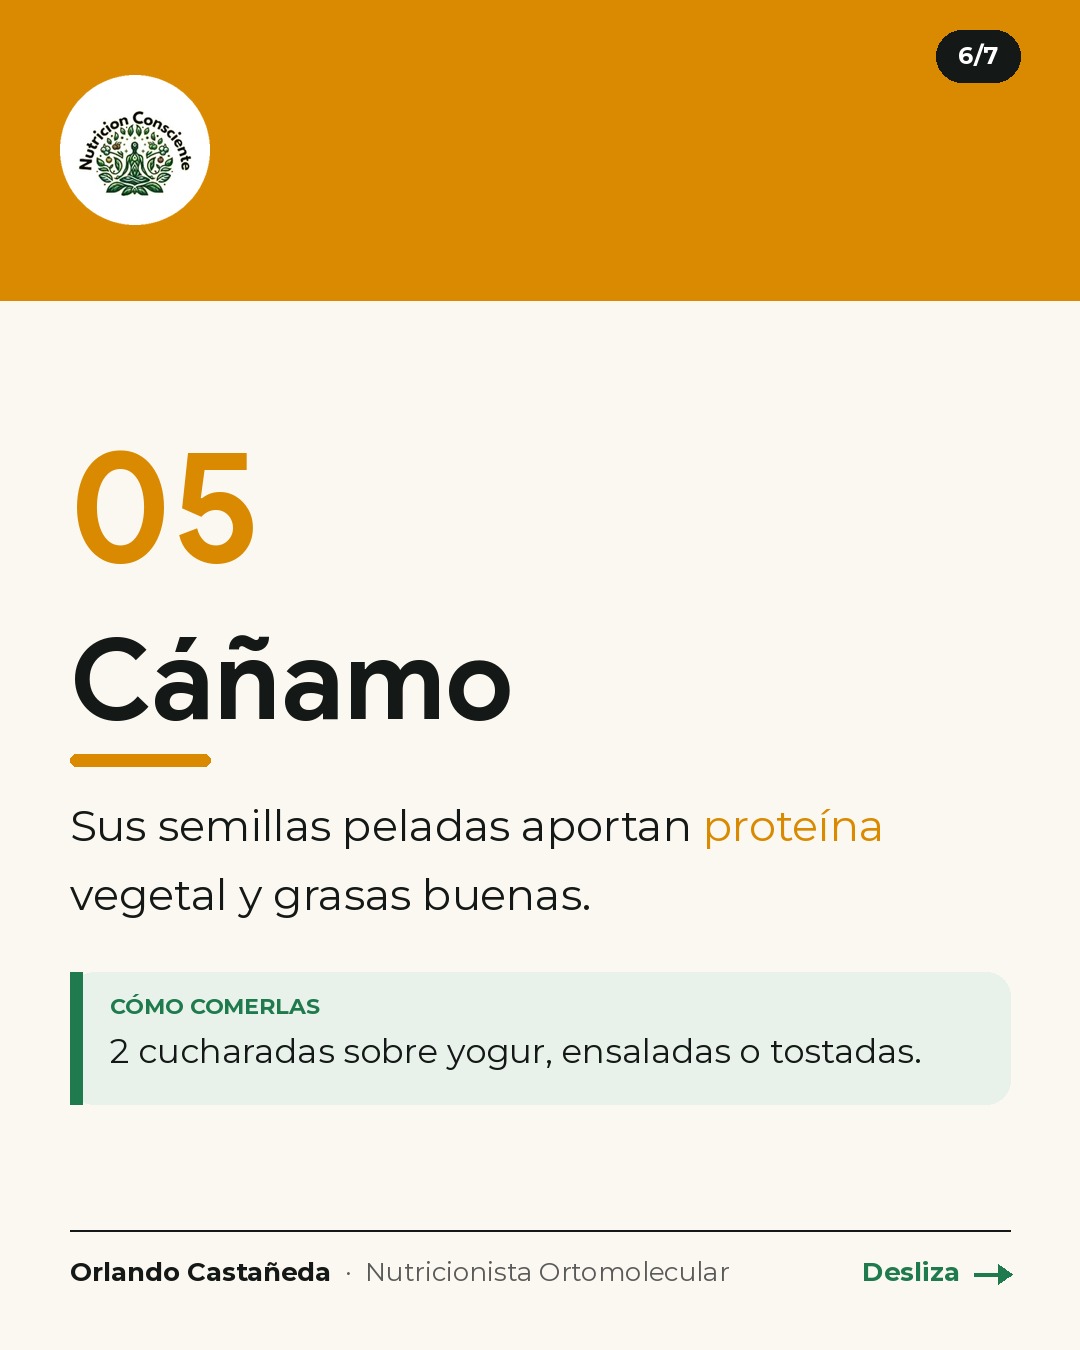 6/7
Nutricion Consciente
05
Cáñamo
Sus semillas peladas aportan proteína
vegetal y grasas buenas.
CÓMO COMERLAS
2 cucharadas sobre yogur, ensaladas o tostadas.
Orlando Castañeda · Nutricionista Ortomolecular
Desliza →